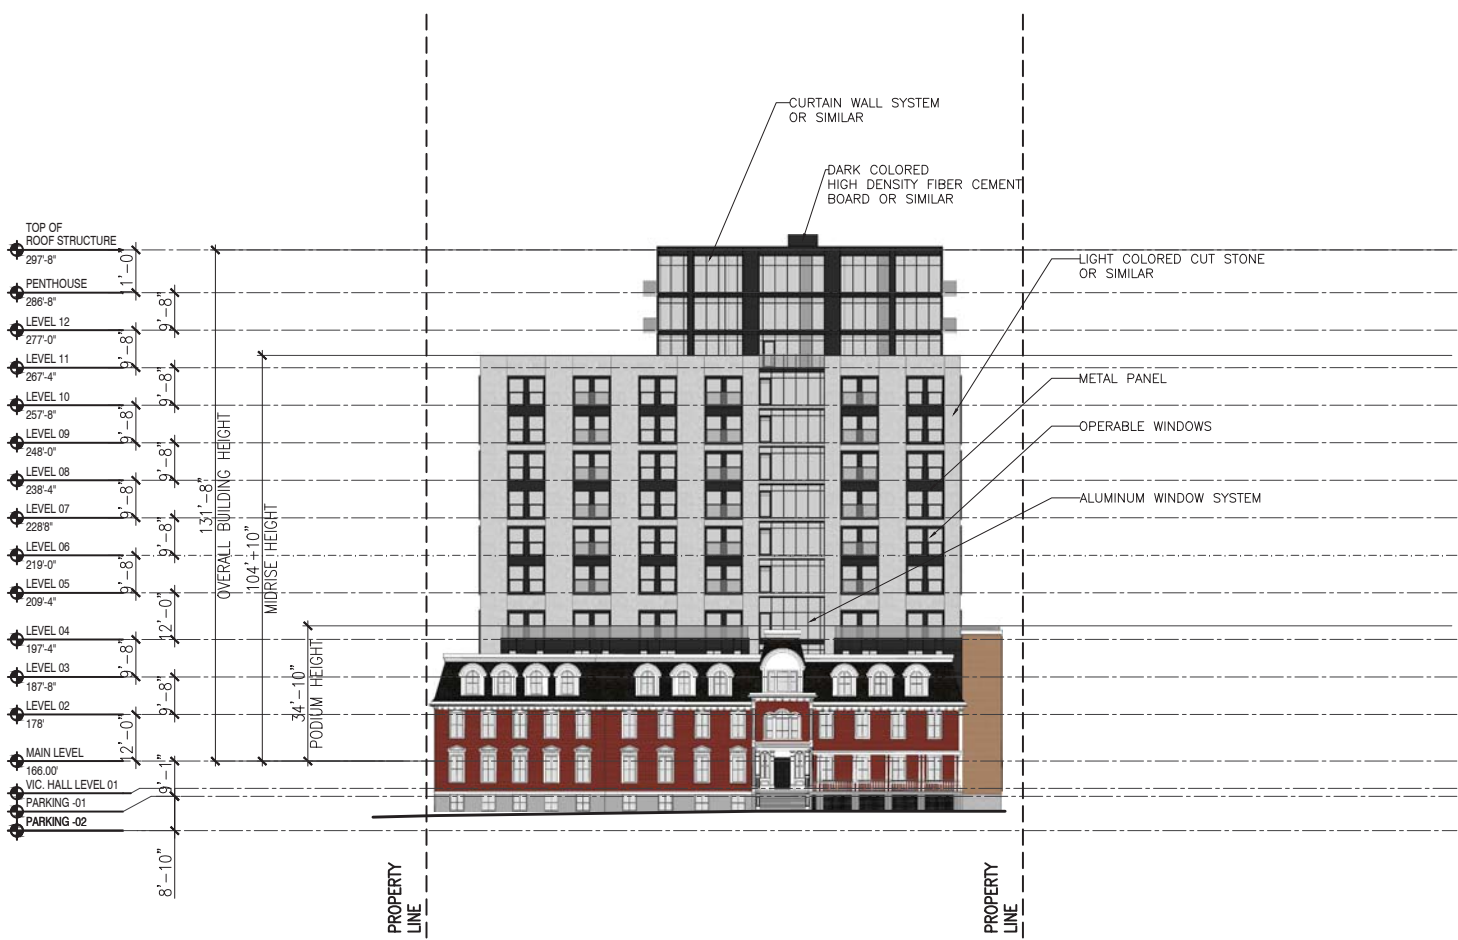 CURTAIN WALL SYSTEM
OR SIMILAR
DARK COLORED
HIGH DENSITY FIBER CEMENT
BOARD OR SIMILAR
LIGHT COLORED CUT STONE
OR SIMILAR
METAL PANEL
OPERABLE WINDOWS
ALUMINUM WINDOW SYSTEM
TOP OF
ROOF STRUCTURE
297'-8"
PENTHOUSE
286'-8"
LEVEL 12
277'-0"
LEVEL 11
267'-4"
LEVEL 10
257'-8"
LEVEL 09
248'-0"
LEVEL 08
238'-4"
LEVEL 07
228'8"
LEVEL 06
219'-0"
LEVEL 05
209'-4"
LEVEL 04
197'-4"
LEVEL 03
187'-8"
LEVEL 02
178'
MAIN LEVEL
166.00'
VIC. HALL LEVEL 01
PARKING -01
PARKING -02
11'-0"
9'-8"
9'-8"
9'-8"
9'-8"
9'-8"
9'-8"
9'-8"
9'-8"
12'-0"
9'-8"
9'-8"
12'-0"
9'-1"
8'-10"
131'-8"
OVERALL BUILDING HEIGHT
104'+10"
MIDRISE HEIGHT
34'-10"
PODIUM HEIGHT
PROPERTY
LINE
PROPERTY
LINE